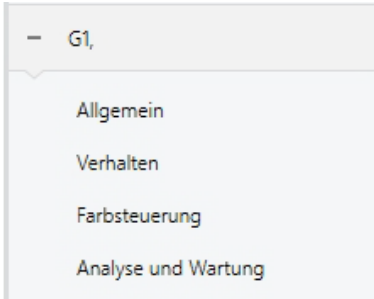 G1,
Allgemein
Verhalten
Farbsteuerung
Analyse und Wartung